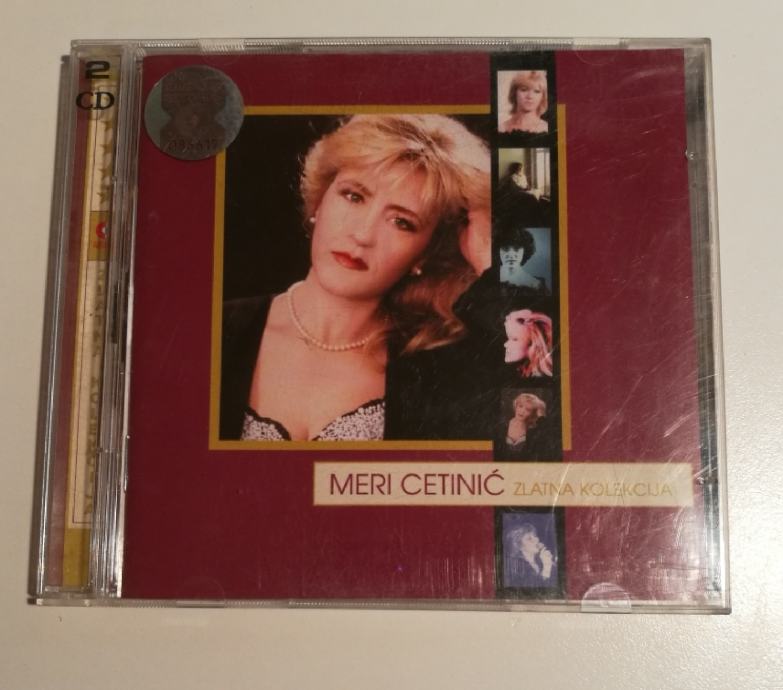 2
CD
MERI CETINIĆ ZLATNA KOLEKCIJA